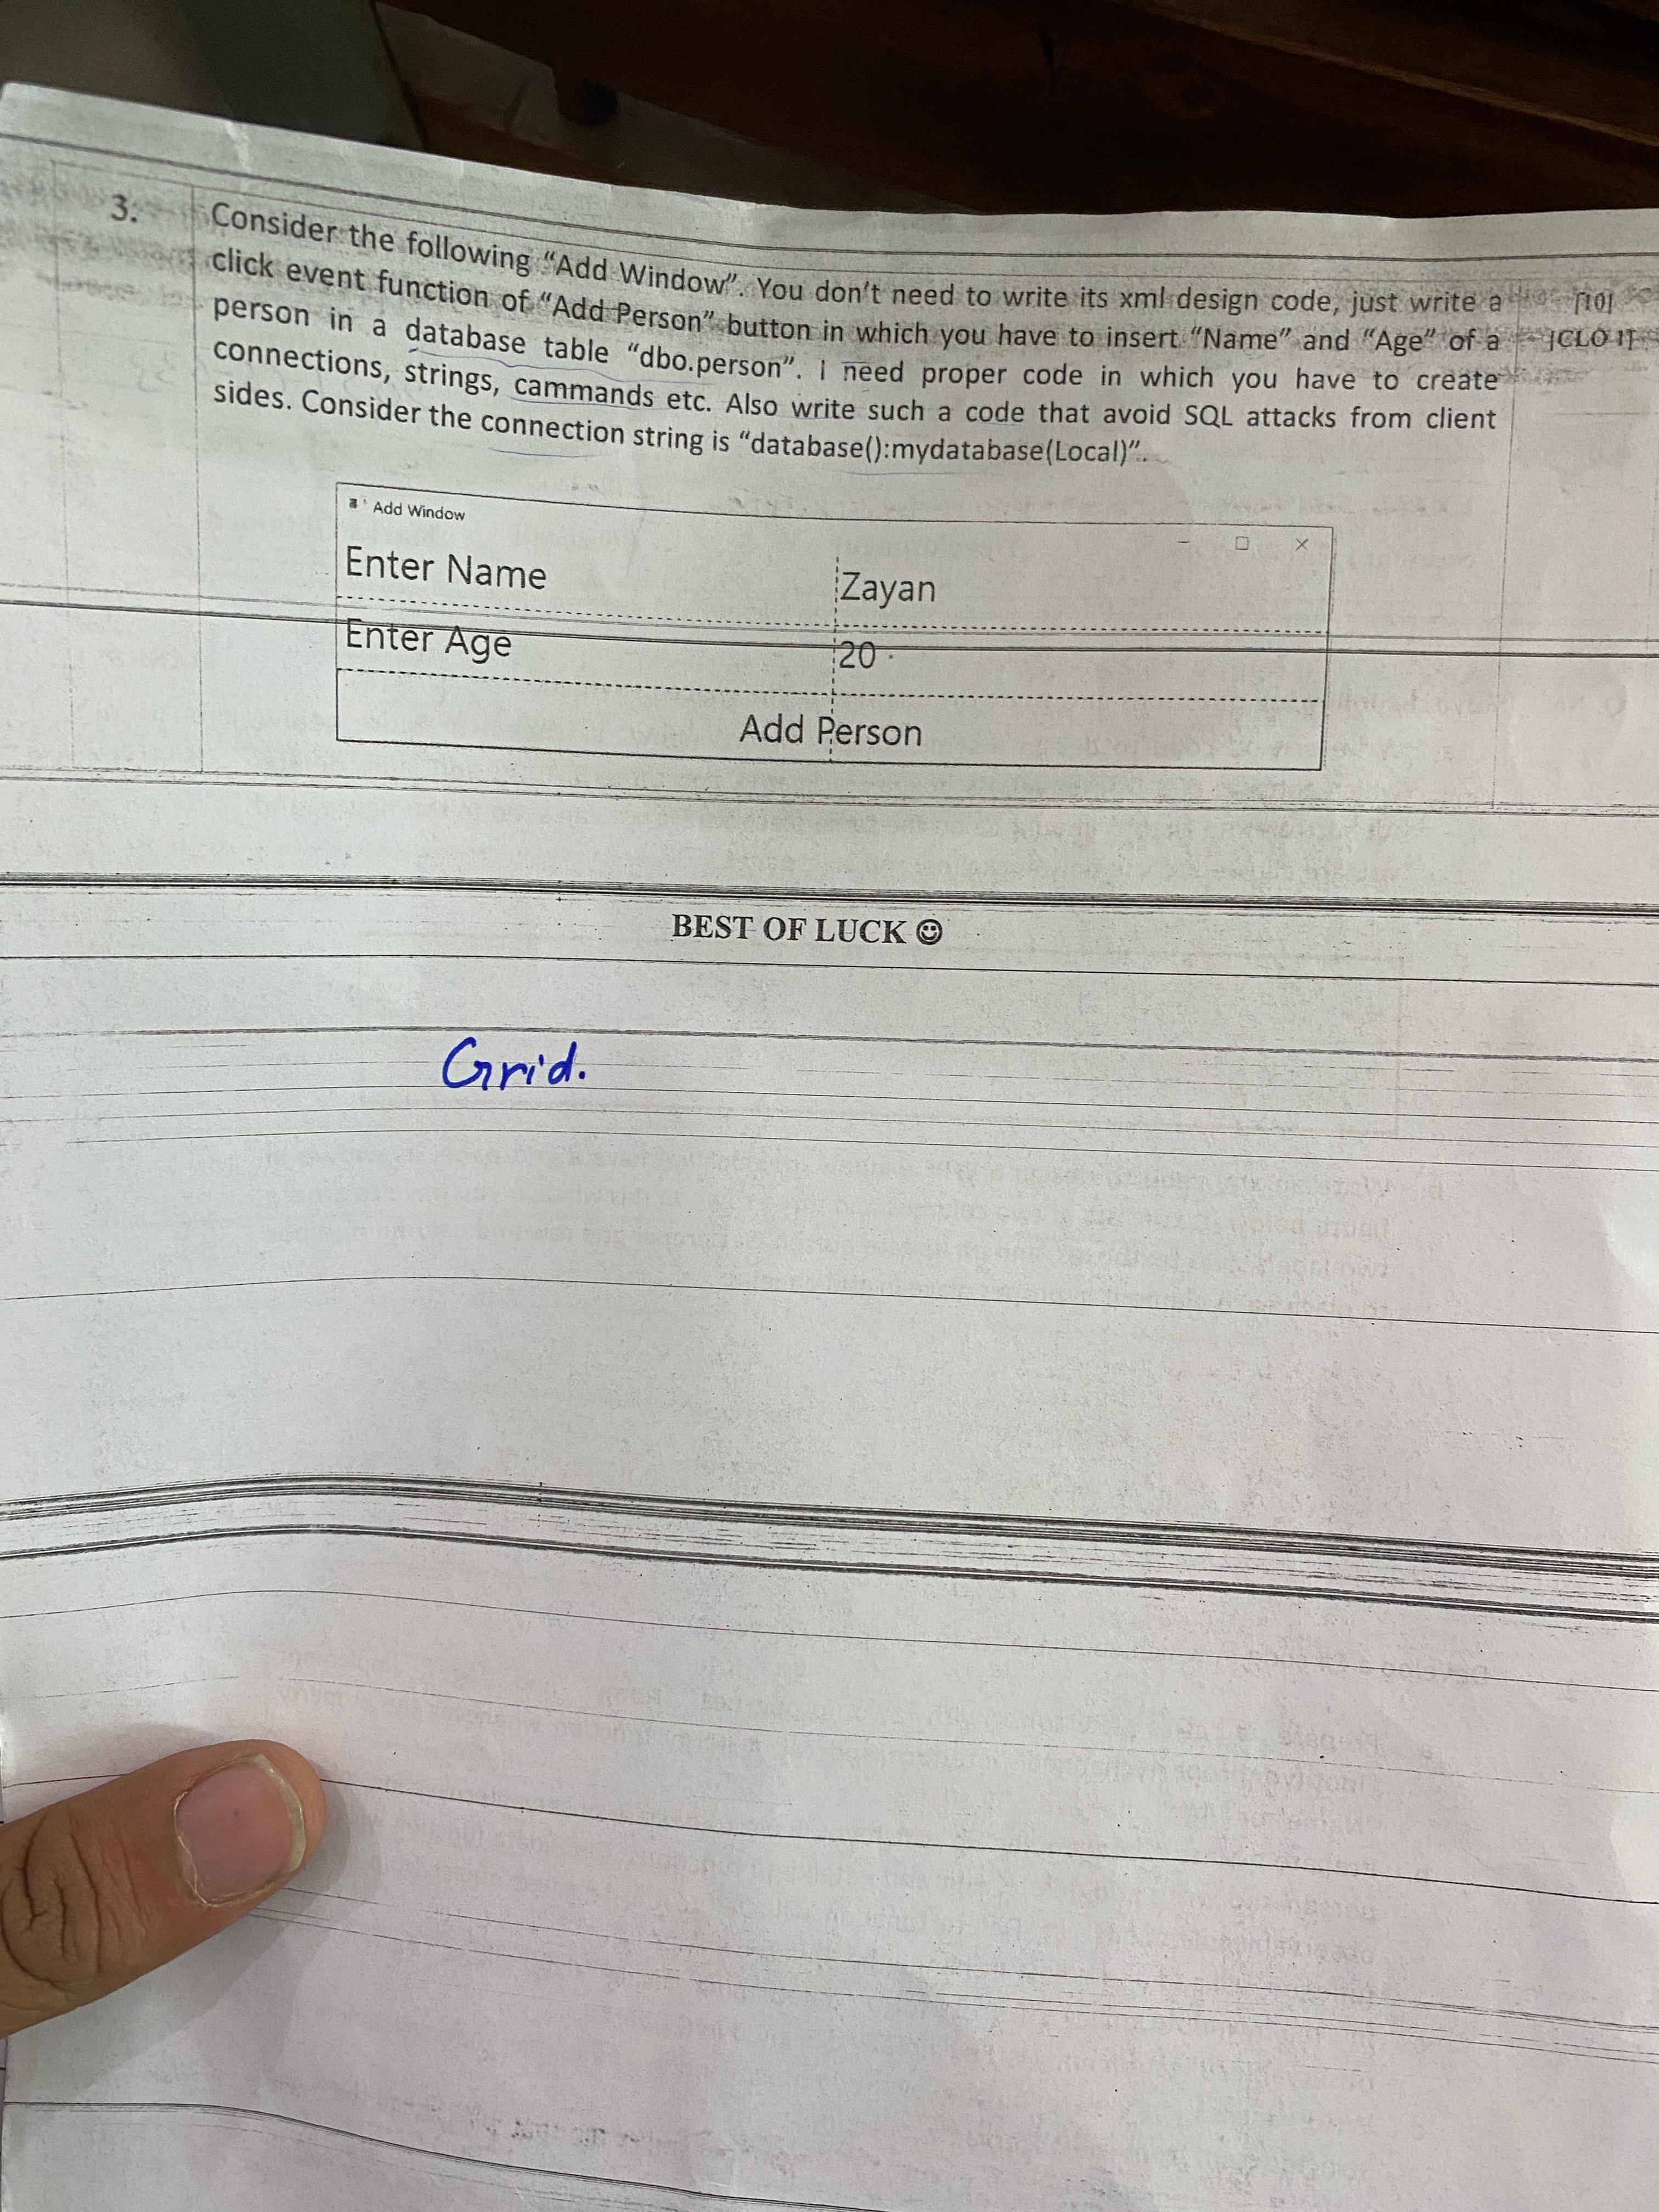 3. Consider the following “Add Window”. You don’t need to write its xml design code, just write a [10]
click event function of “Add Person” button in which you have to insert “Name” and “Age” of a
person in a database table “dbo.person”. I need proper code in which you have to create
connections, strings, cammands etc. Also write such a code that avoid SQL attacks from client
sides. Consider the connection string is “database():mydatabase(Local)”.
Add Window
Enter Name Zayan
Enter Age 20
Add Person
BEST OF LUCK ☺
Grid.